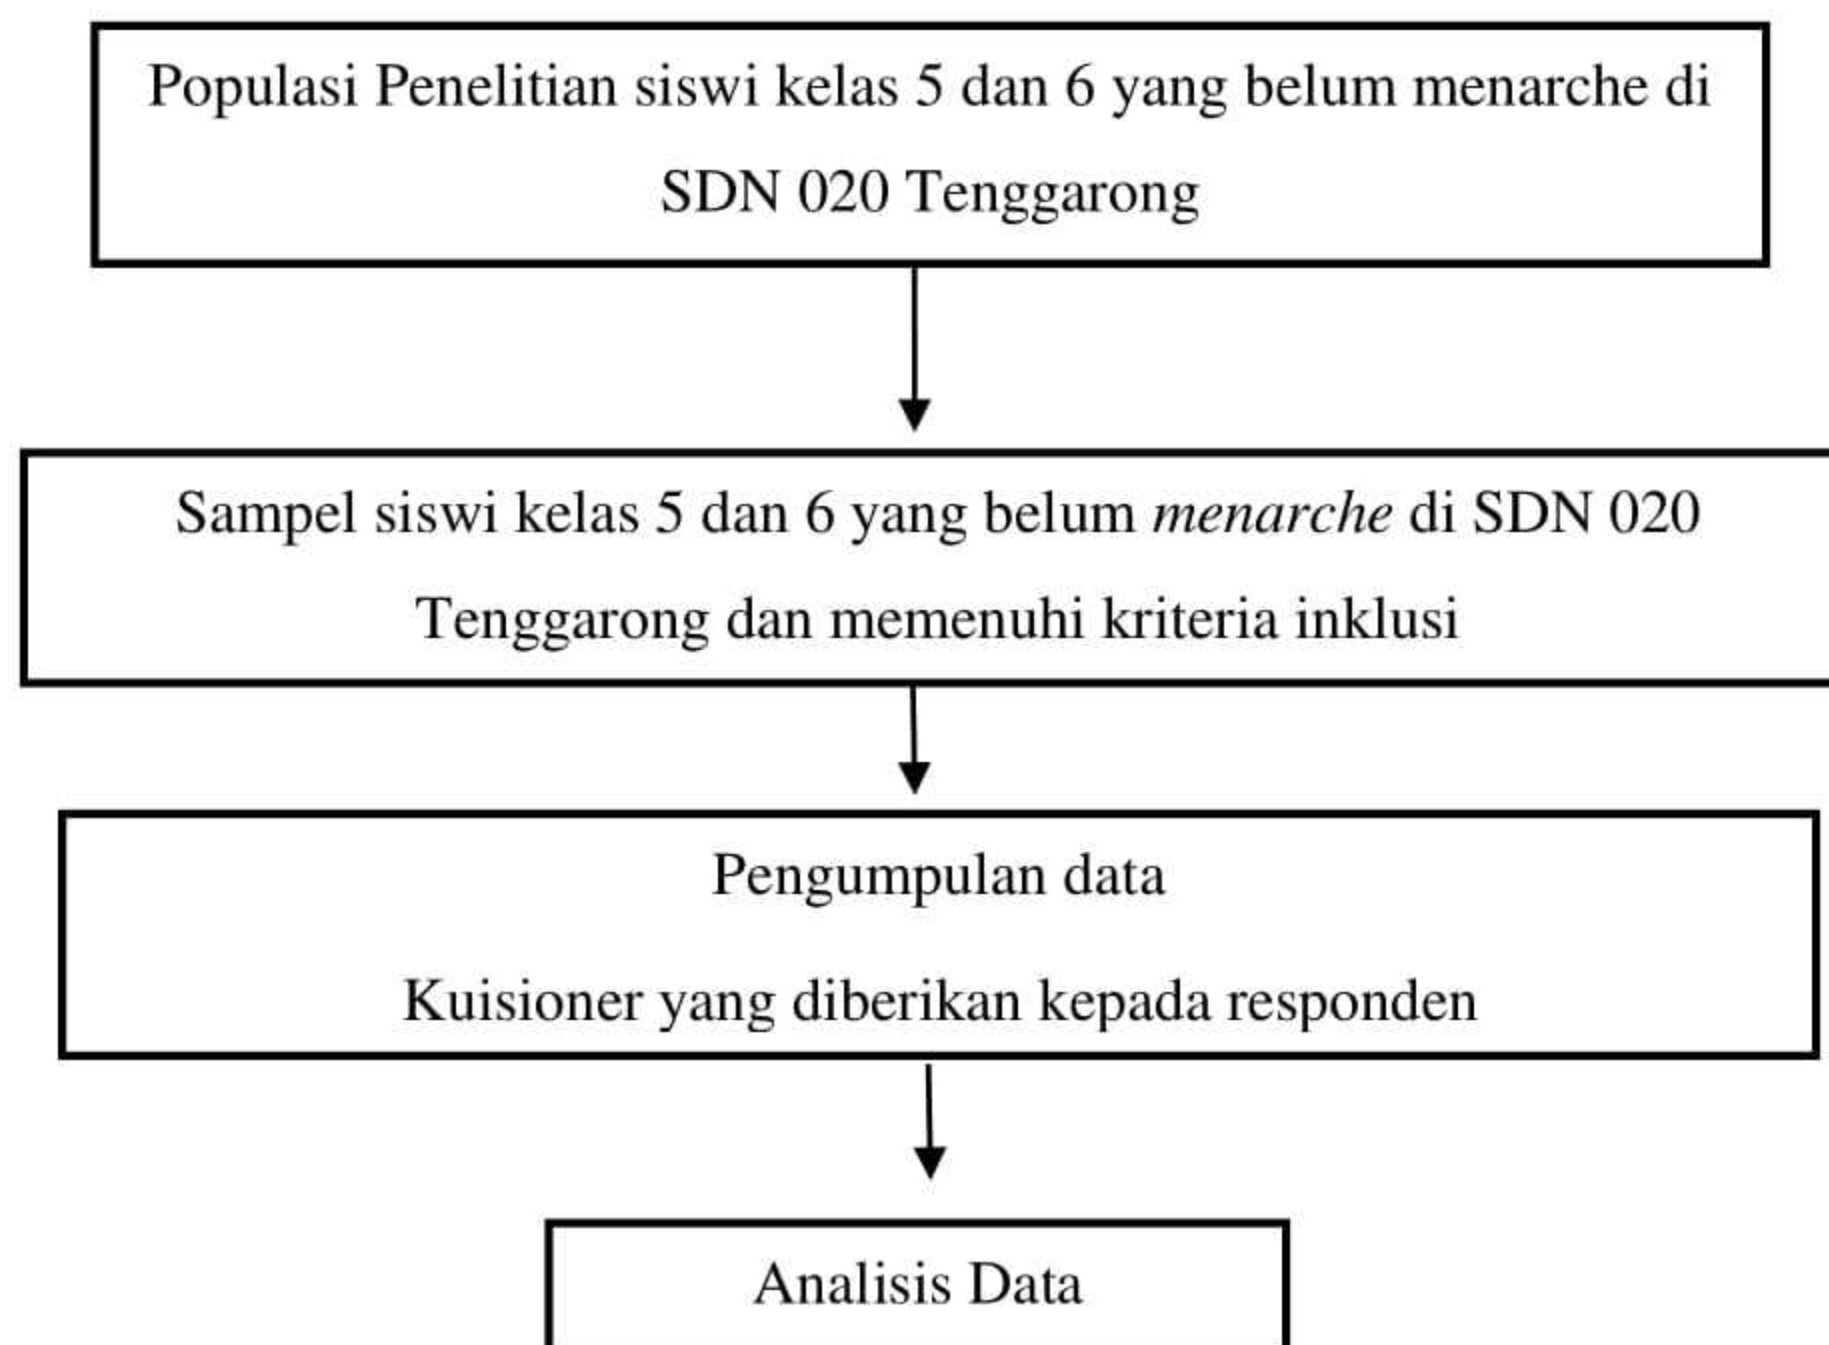 Populasi Penelitian siswi kelas 5 dan 6 yang belum menarche di
SDN 020 Tenggarong
Sampel siswi kelas 5 dan 6 yang belum menarche di SDN 020
Tenggarong dan memenuhi kriteria inklusi
Pengumpulan data
Kuisioner yang diberikan kepada responden
Analisis Data